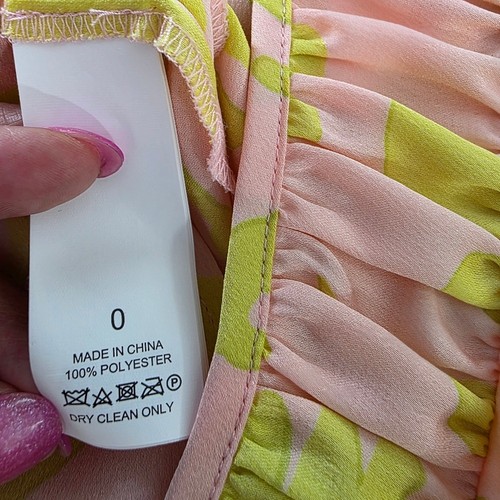 0
MADE IN CHINA
100% POLYESTER
P
DRY CLEAN ONLY